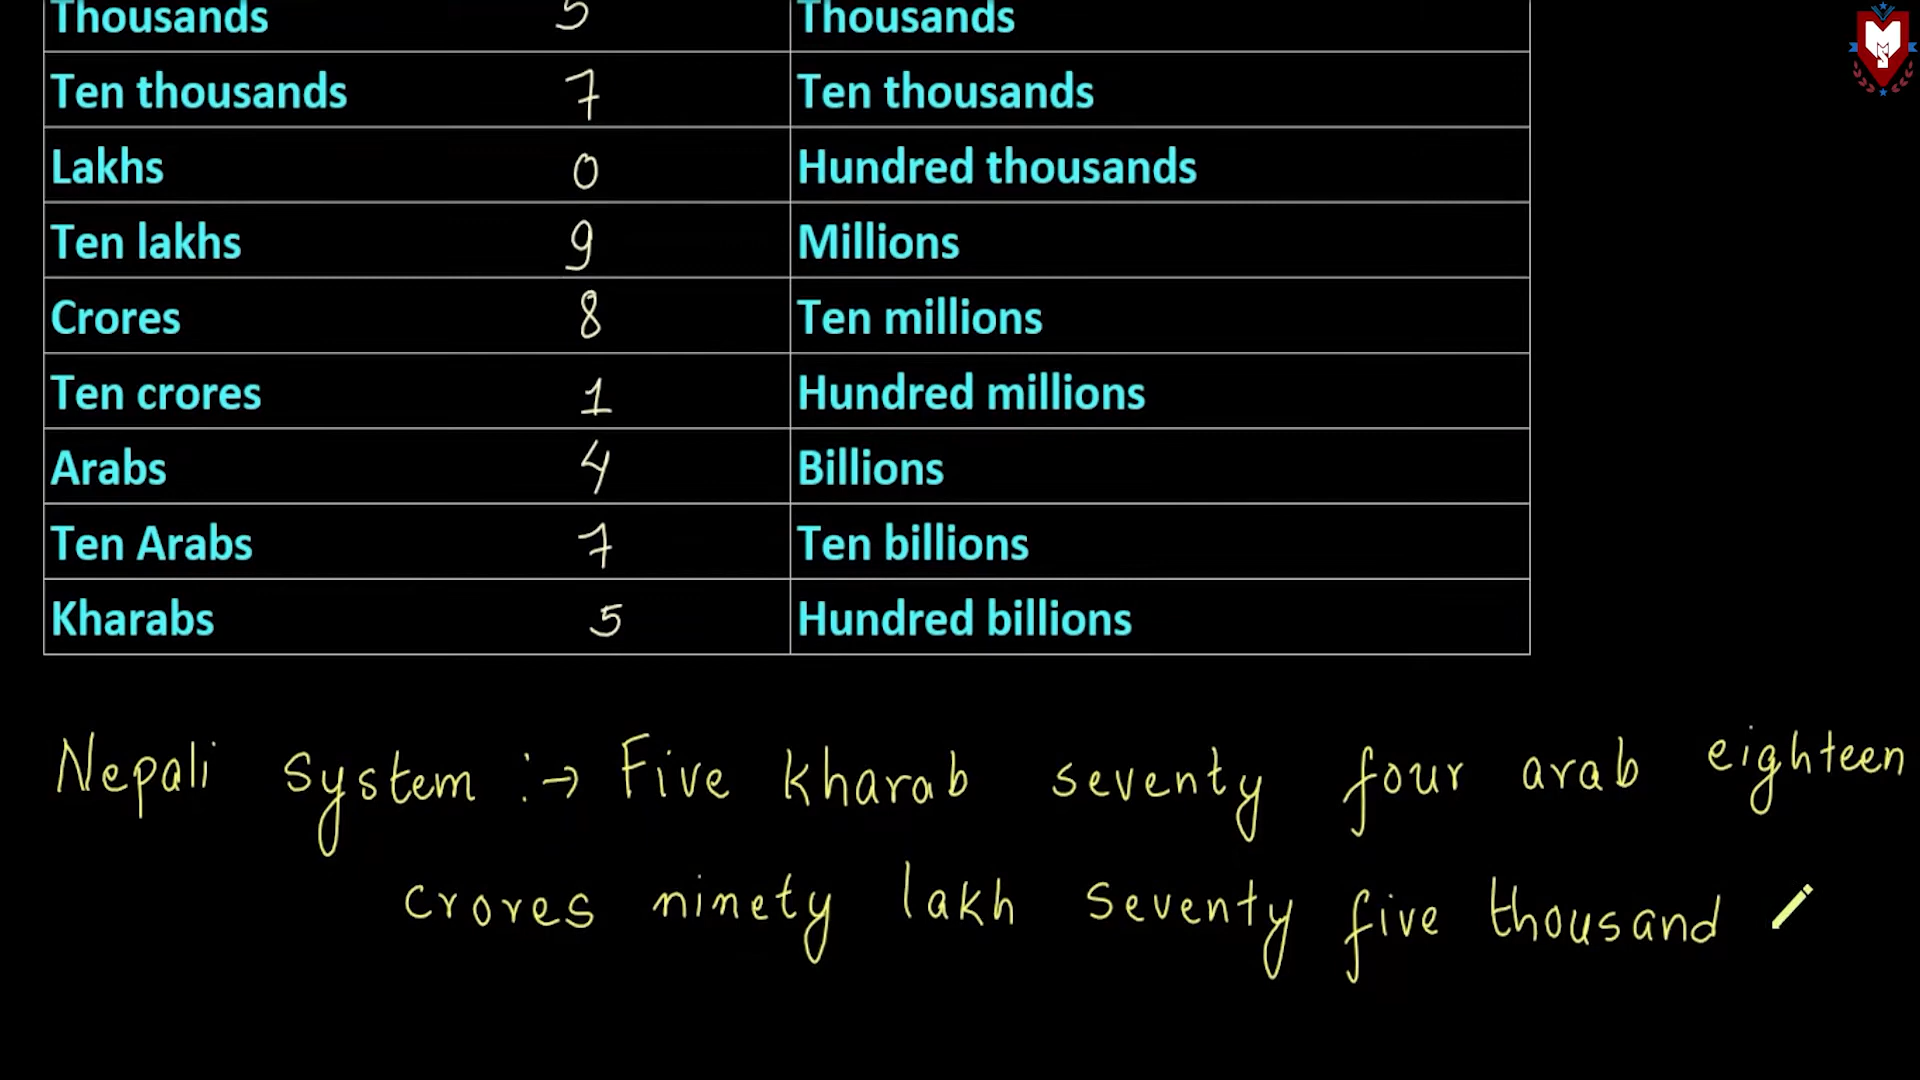 Thousands 5 Thousands
Ten thousands 7 Ten thousands
Lakhs 0 Hundred thousands
Ten lakhs 9 Millions
Crores 8 Ten millions
Ten crores 1 Hundred millions
Arabs 4 Billions
Ten Arabs 7 Ten billions
Kharabs 5 Hundred billions
Nepali system :→ Five kharab seventy four arab eighteen
crores ninety lakh seventy five thousand